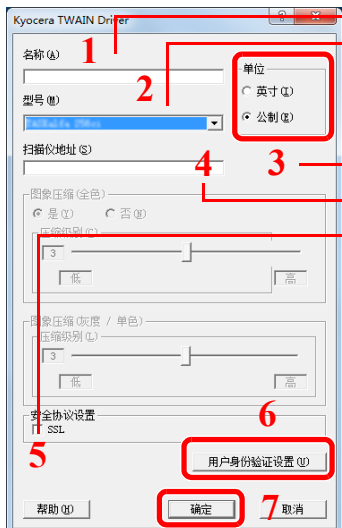 Kyocera TWAIN Driver
名称(A)
1
单位
英寸(I)
公制(E)
型号(M)
2
扫描仪地址(S)
3
4
图象压缩(全色)
是(Y)
否(N)
压缩级别(C)
3
低
高
图象压缩(灰度 / 单色)
压缩级别(L)
3
低
高
安全协议设置
SSL
5
6
用户身份验证设置(U)
帮助(H)
确定
7
取消